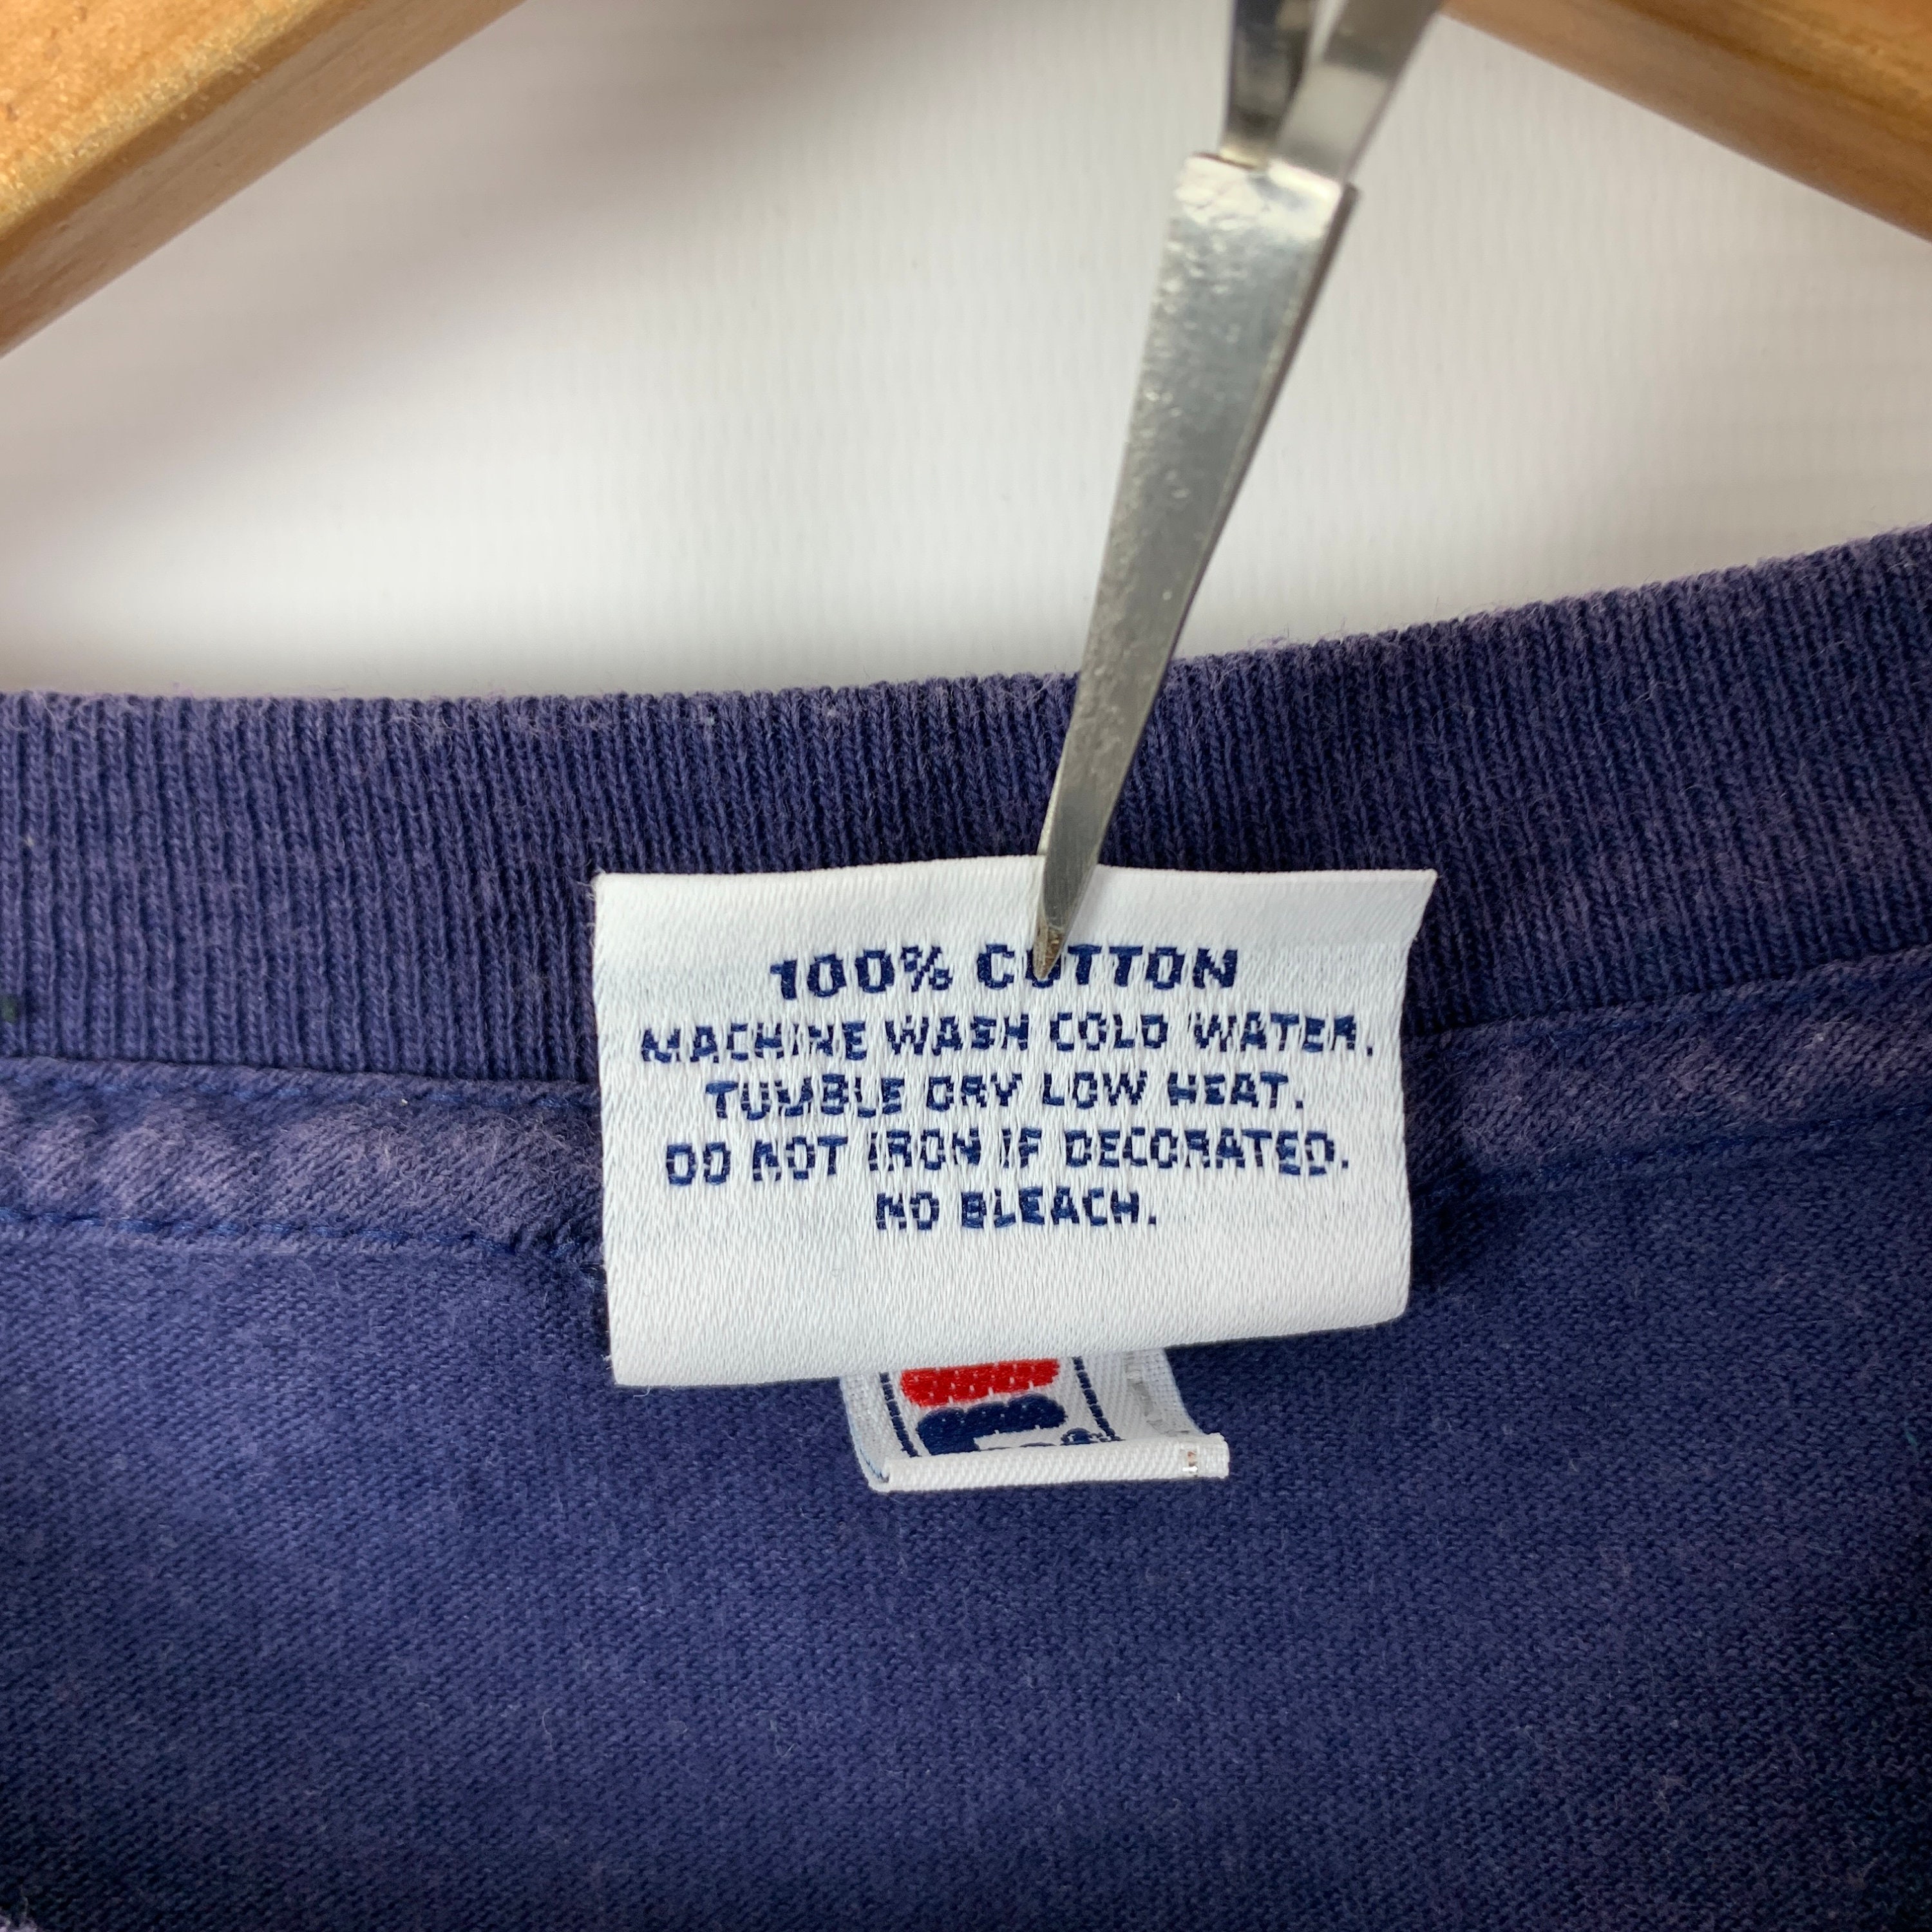 100% COTTON
MACHINE WASH COLD WATER.
TUMBLE DRY LOW HEAT.
DO NOT IRON IF DECORATED.
NO BLEACH.